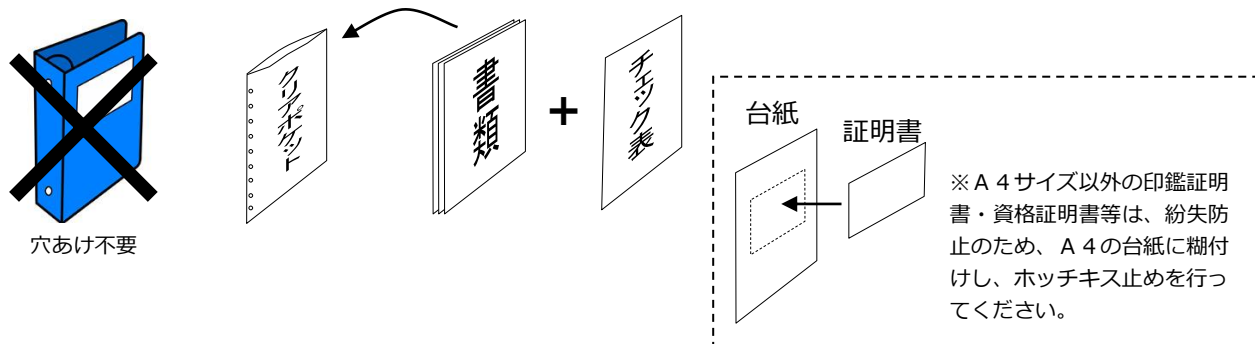 穴あけ不要
クリアポケット
書類
+
チェック表
台紙
証明書
※Ａ４サイズ以外の印鑑証明
書・資格証明書等は、紛失防
止のため、Ａ４の台紙に糊付
けし、ホッチキス止めを行っ
てください。